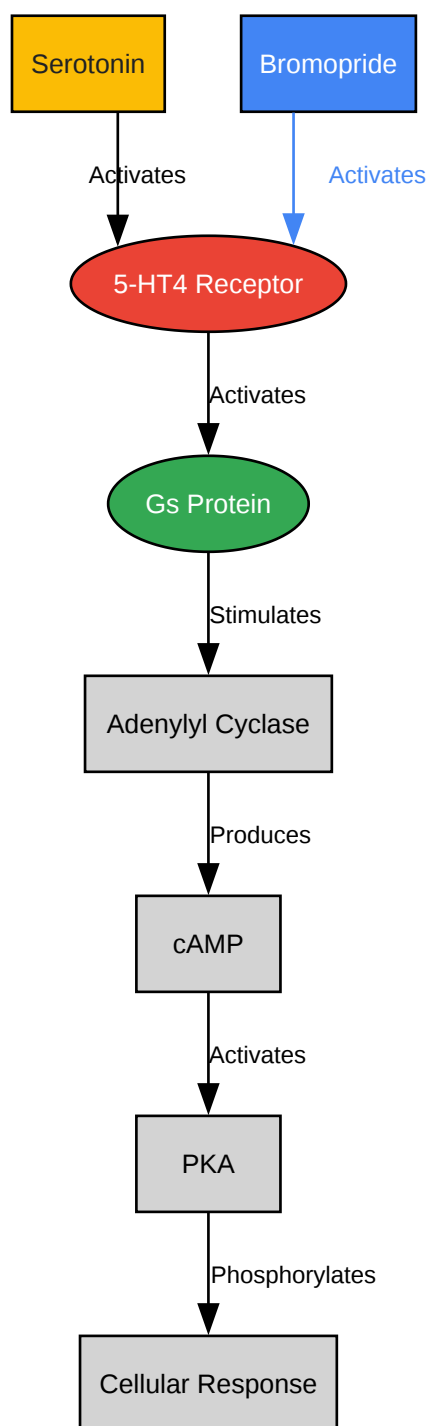 Serotonin
Bromopride
Activates
Activates
5-HT4 Receptor
Activates
Gs Protein
Stimulates
Adenylyl Cyclase
Produces
cAMP
Activates
PKA
Phosphorylates
Cellular Response